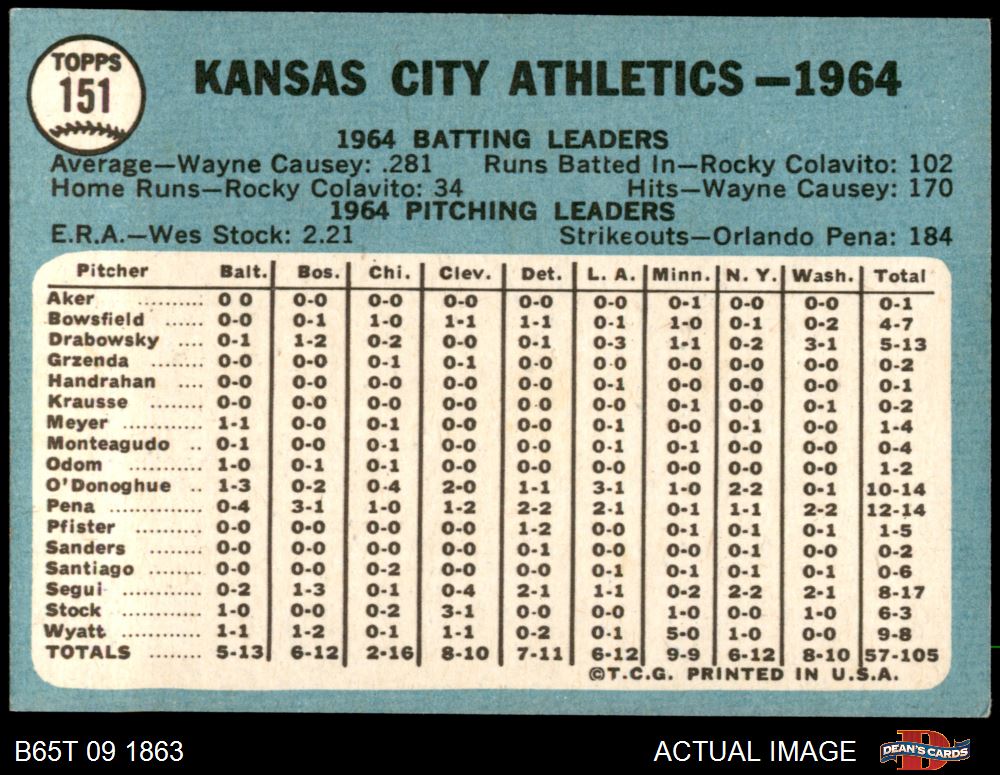 TOPPS
151
KANSAS CITY ATHLETICS—1964
1964 BATTING LEADERS
Average—Wayne Causey: .281 Runs Batted In—Rocky Colavito: 102
Home Runs—Rocky Colavito: 34 Hits—Wayne Causey: 170
1964 PITCHING LEADERS
E.R.A.—Wes Stock: 2.21 Strikeouts—Orlando Pena: 184
Pitcher Balt. Bos. Chi. Clev. Det. L. A. Minn. N. Y. Wash. Total
Aker .......... 0 0 0-0 0-0 0-0 0-0 0-0 0-1 0-0 0-0 0-1
Bowsfield ...... 0-0 0-1 1-0 1-1 1-1 0-1 1-0 0-1 0-2 4-7
Drabowsky .... 0-1 1-2 0-2 0-0 0-1 0-3 1-1 0-2 3-1 5-13
Grzenda ........ 0-0 0-0 0-1 0-1 0-0 0-0 0-0 0-0 0-0 0-2
Handrahan .... 0-0 0-0 0-0 0-0 0-0 0-1 0-0 0-0 0-0 0-1
Krausse ........ 0-0 0-0 0-0 0-0 0-0 0-0 0-1 0-0 0-1 0-2
Meyer ............ 1-1 0-0 0-1 0-0 0-0 0-1 0-0 0-1 0-0 1-4
Monteagudo .. 0-1 0-0 0-1 0-0 0-0 0-1 0-1 0-0 0-0 0-4
Odom ........... 1-0 0-1 0-1 0-0 0-0 0-0 0-0 0-0 0-0 1-2
O'Donoghue .. 1-3 0-2 0-4 2-0 1-1 3-1 1-0 2-2 0-1 10-14
Pena ............. 0-4 3-1 1-0 1-2 2-2 2-1 0-1 1-1 2-2 12-14
Pfister .......... 0-0 0-0 0-0 0-0 1-2 0-0 0-1 0-1 0-1 1-5
Sanders ........ 0-0 0-0 0-0 0-0 0-1 0-0 0-0 0-1 0-0 0-2
Santiago ........ 0-0 0-0 0-2 0-0 0-0 0-1 0-1 0-1 0-1 0-6
Segui ............. 0-2 1-3 0-1 0-4 2-1 1-1 0-2 2-2 2-1 8-17
Stock ............ 1-0 0-0 0-2 3-1 0-0 0-0 1-0 0-0 1-0 6-3
Wyatt ............ 1-1 1-2 0-1 1-1 0-2 0-1 5-0 1-0 0-0 9-8
TOTALS ........ 5-13 6-12 2-16 8-10 7-11 6-12 9-9 6-12 8-10 57-105
©T.C.G. PRINTED IN U.S.A.
B65T 09 1863 ACTUAL IMAGE DEAN'S CARDS